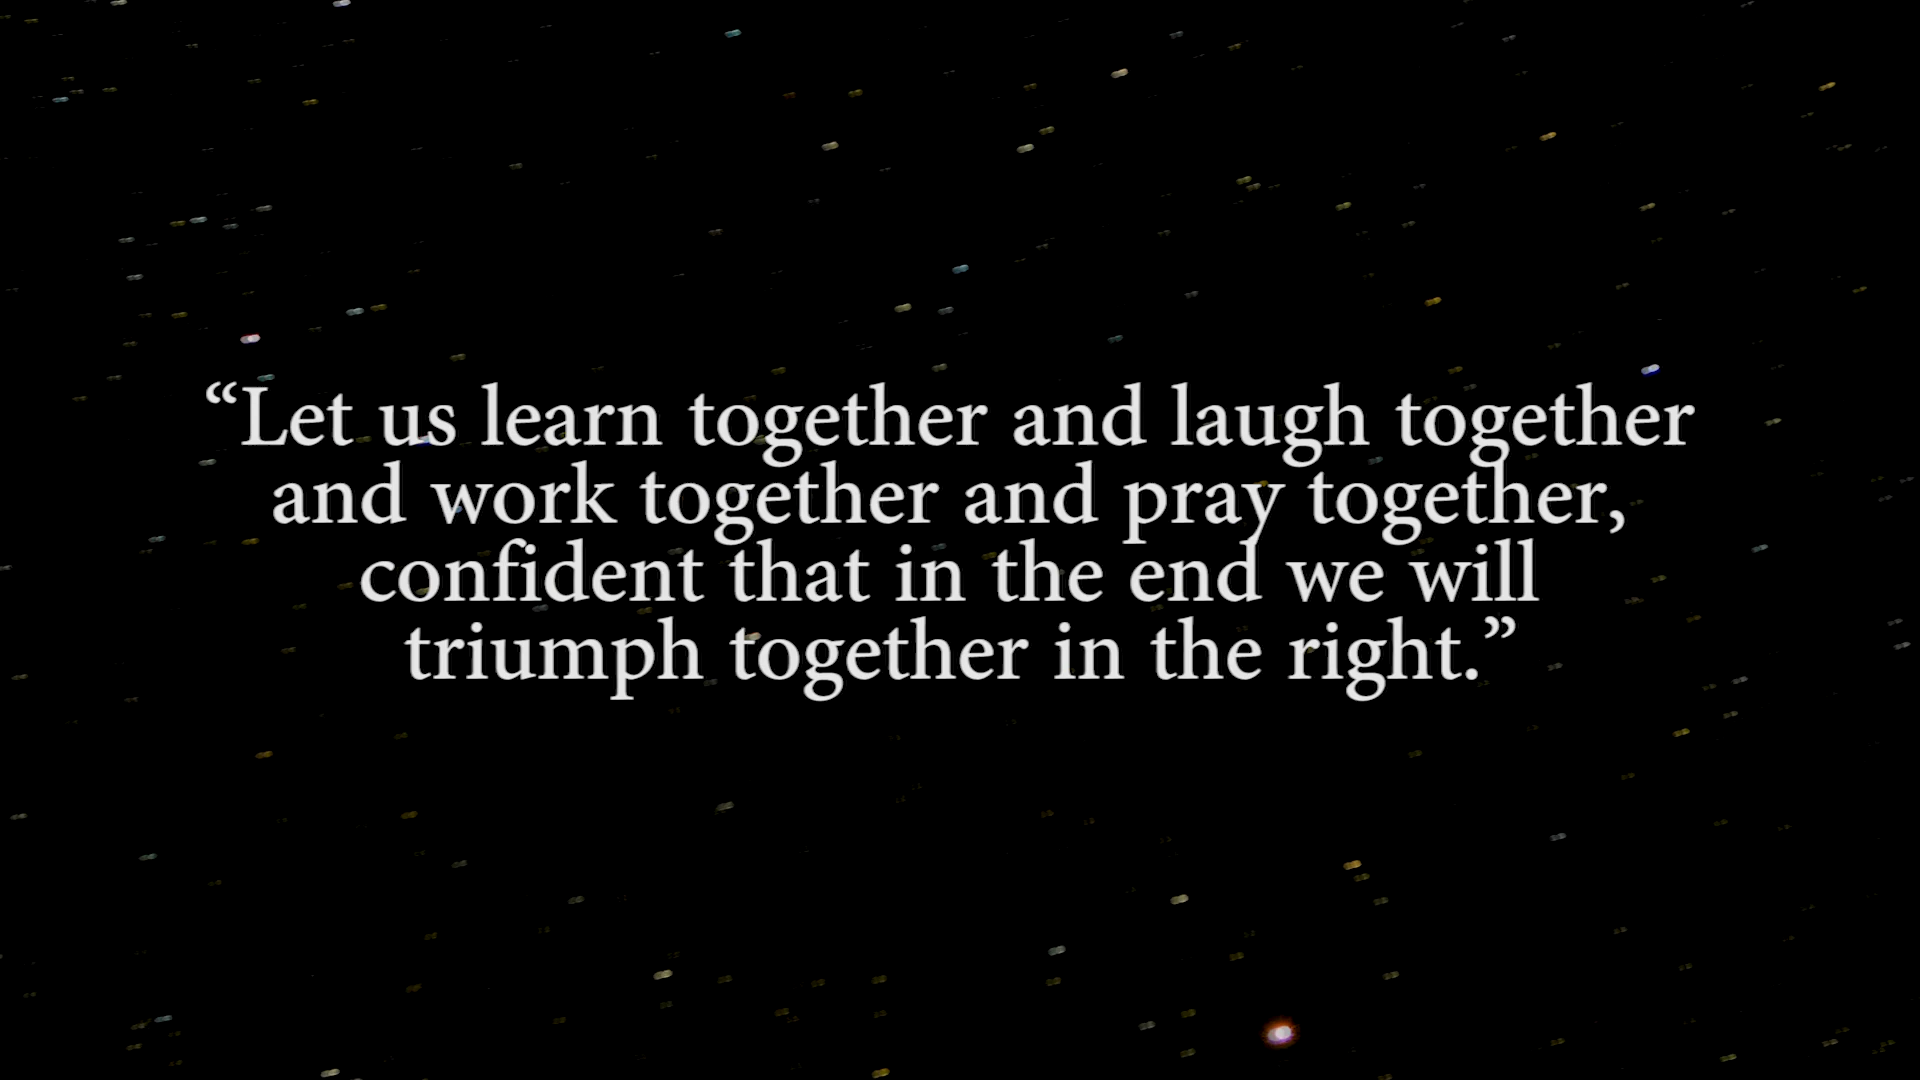 “Let us learn together and laugh together
and work together and pray together,
confident that in the end we will
triumph together in the right.”